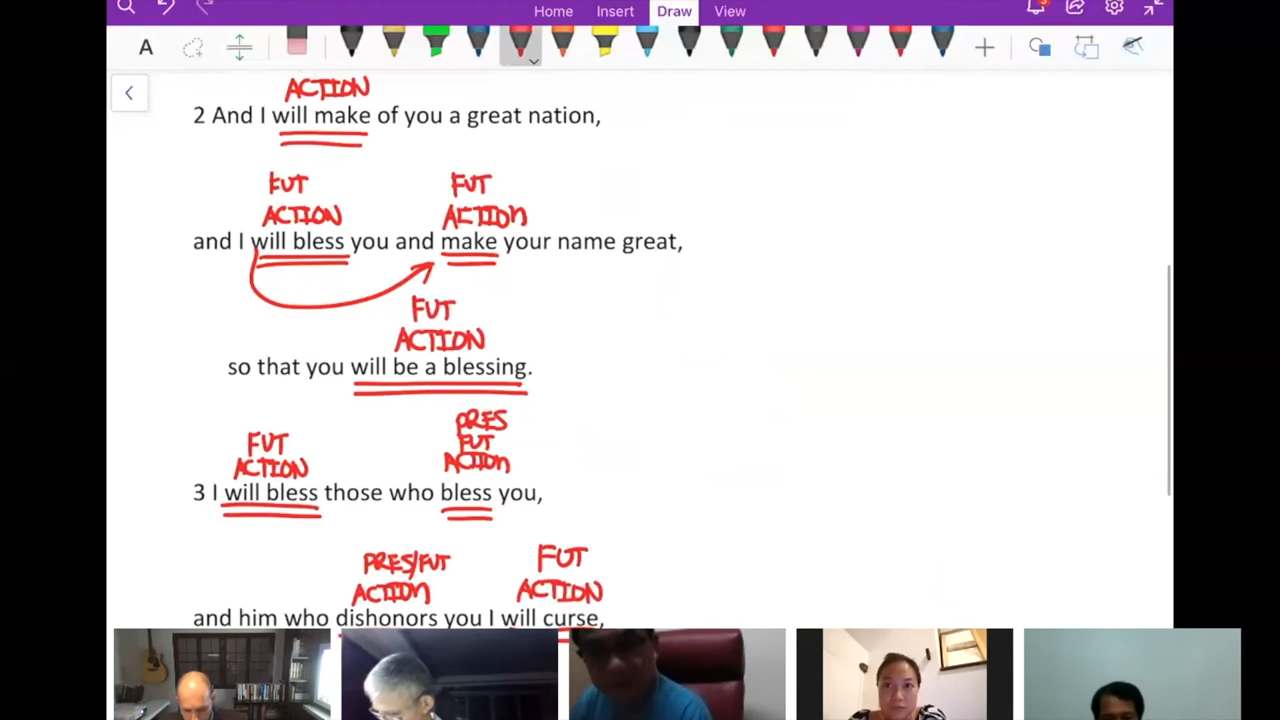 Home Insert Draw View
A
ACTION
2 And I will make of you a great nation,
FUT FUT
ACTION ACTION
and I will bless you and make your name great,
FUT
ACTION
so that you will be a blessing.
PRES
FUT FUT
ACTION ACTION
3 I will bless those who bless you,
PRES/FUT FUT
ACTION ACTION
and him who dishonors you I will curse,